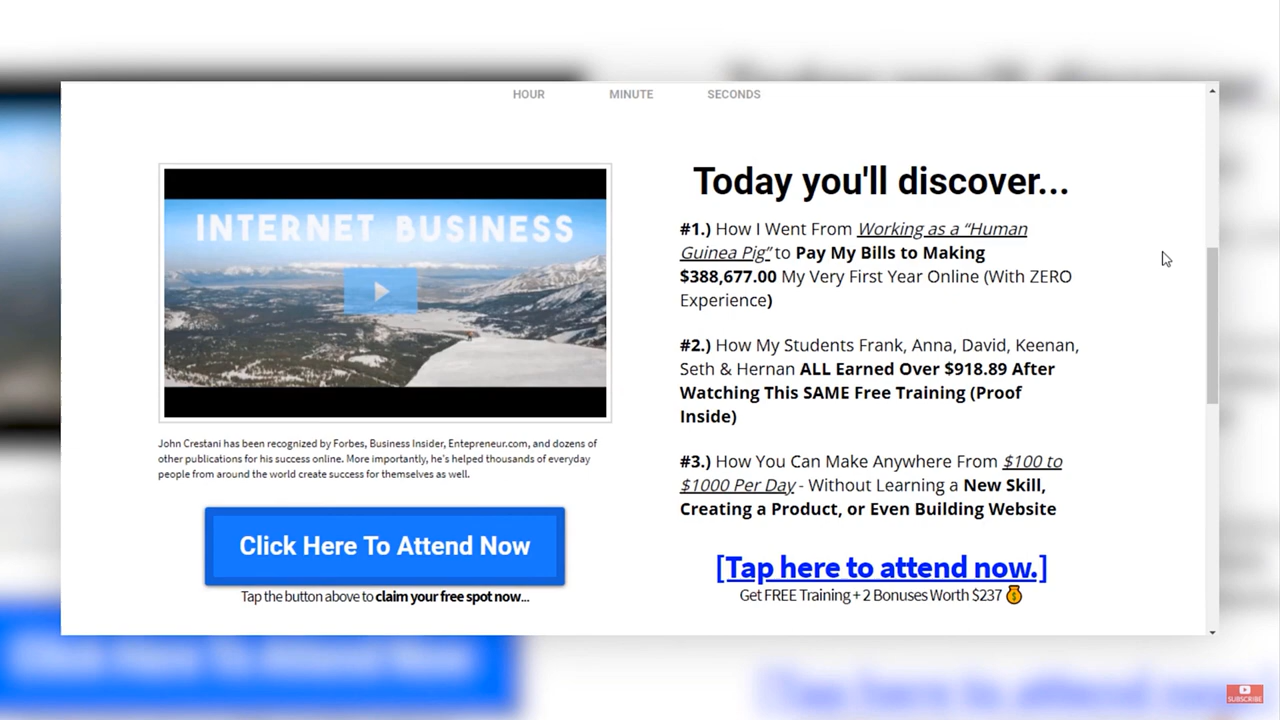 HOUR MINUTE SECONDS
INTERNET BUSINESS
John Crestani has been recognized by Forbes, Business Insider, Entepreneur.com, and dozens of
other publications for his success online. More importantly, he's helped thousands of everyday
people from around the world create success for themselves as well.
Click Here To Attend Now
Tap the button above to claim your free spot now...
Today you'll discover...
#1.) How I Went From Working as a “Human
Guinea Pig” to Pay My Bills to Making
$388,677.00 My Very First Year Online (With ZERO
Experience)
#2.) How My Students Frank, Anna, David, Keenan,
Seth & Hernan ALL Earned Over $918.89 After
Watching This SAME Free Training (Proof
Inside)
#3.) How You Can Make Anywhere From $100 to
$1000 Per Day - Without Learning a New Skill,
Creating a Product, or Even Building Website
[Tap here to attend now.]
Get FREE Training + 2 Bonuses Worth $237
SUBSCRIBE